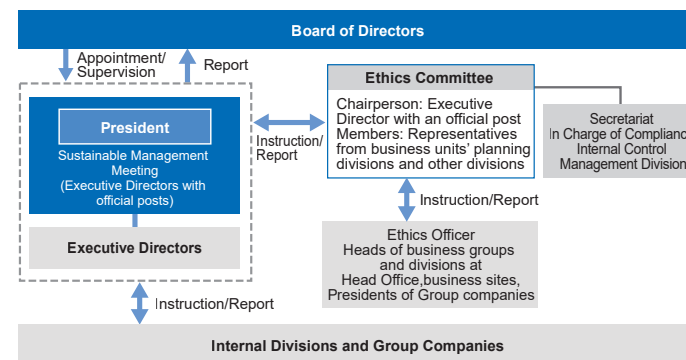 Board of Directors
Appointment/
Supervision
Report
President
Sustainable Management
Meeting
(Executive Directors with
official posts)
Executive Directors
Instruction/
Report
Ethics Committee
Chairperson: Executive
Director with an official post
Members: Representatives
from business units' planning
divisions and other divisions
Secretariat
In Charge of Complianc
Internal Control
Management Division
Instruction/Report
Ethics Officer
Heads of business groups
and divisions at
Head Office,business sites,
Presidents of Group companies
Instruction/Report
Internal Divisions and Group Companies